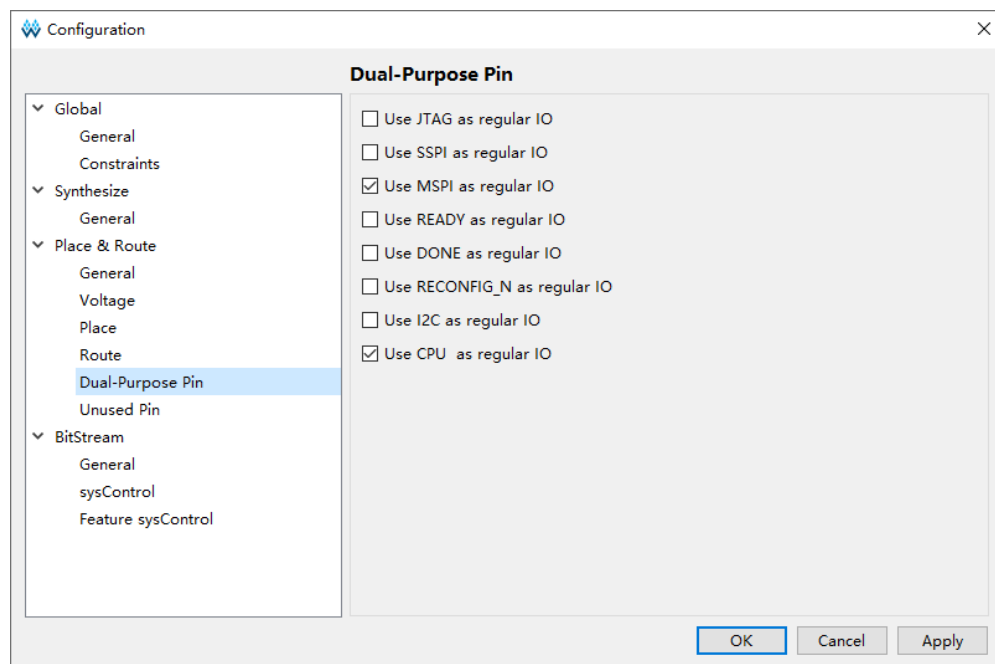 Configuration
Dual-Purpose Pin
Global
General
Constraints
Synthesize
General
Place & Route
General
Voltage
Place
Route
Dual-Purpose Pin
Unused Pin
BitStream
General
sysControl
Feature sysControl
Use JTAG as regular IO
Use SSPI as regular IO
Use MSPI as regular IO
Use READY as regular IO
Use DONE as regular IO
Use RECONFIG_N as regular IO
Use I2C as regular IO
Use CPU  as regular IO
OK
Cancel
Apply